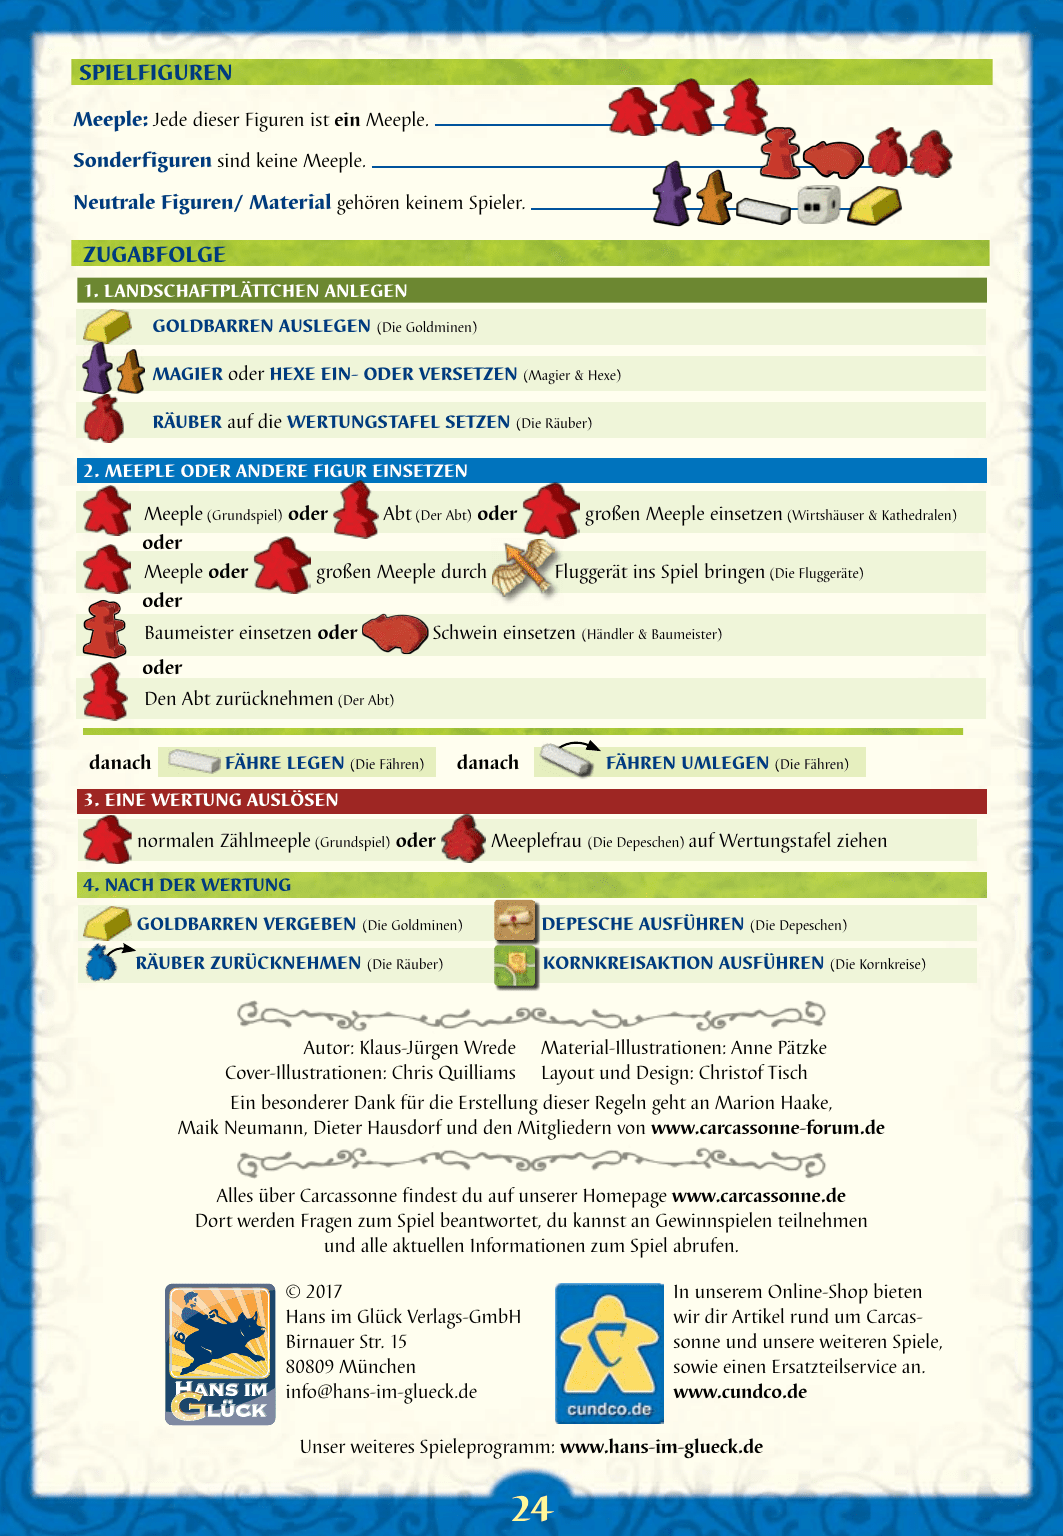 SPIELFIGUREN
Meeple: Jede dieser Figuren ist ein Meeple.
Sonderfiguren sind keine Meeple.
Neutrale Figuren/ Material gehören keinem Spieler.
ZUGABFOLGE
1. LANDSCHAFTPLÄTTCHEN ANLEGEN
GOLDBARREN AUSLEGEN (Die Goldminen)
MAGIER oder HEXE EIN- ODER VERSETZEN (Magier & Hexe)
RÄUBER auf die WERTUNGSTAFEL SETZEN (Die Räuber)
2. MEEPLE ODER ANDERE FIGUR EINSETZEN
Meeple (Grundspiel) oder Abt (Der Abt) oder großen Meeple einsetzen (Wirtshäuser & Kathedralen)
oder
Meeple oder großen Meeple durch Fluggerät ins Spiel bringen (Die Fluggeräte)
oder
Baumeister einsetzen oder Schwein einsetzen (Händler & Baumeister)
oder
Den Abt zurücknehmen (Der Abt)
danach FÄHRE LEGEN (Die Fähren) danach FÄHREN UMLEGEN (Die Fähren)
3. EINE WERTUNG AUSLÖSEN
normalen Zählmeeple (Grundspiel) oder Meeplefrau (Die Depeschen) auf Wertungstafel ziehen
4. NACH DER WERTUNG
GOLDBARREN VERGEBEN (Die Goldminen) DEPESCHE AUSFÜHREN (Die Depeschen)
RÄUBER ZURÜCKNEHMEN (Die Räuber) KORNKREISAKTION AUSFÜHREN (Die Kornkreise)
Autor: Klaus-Jürgen Wrede Material-Illustrationen: Anne Pätzke
Cover-Illustrationen: Chris Quilliams Layout und Design: Christof Tisch
Ein besonderer Dank für die Erstellung dieser Regeln geht an Marion Haake,
Maik Neumann, Dieter Hausdorf und den Mitgliedern von www.carcassonne-forum.de
Alles über Carcassonne findest du auf unserer Homepage www.carcassonne.de
Dort werden Fragen zum Spiel beantwortet, du kannst an Gewinnspielen teilnehmen
und alle aktuellen Informationen zum Spiel abrufen.
HANS IM
GLÜCK
© 2017
Hans im Glück Verlags-GmbH
Birnauer Str. 15
80809 München
info@hans-im-glueck.de
cundco.de
In unserem Online-Shop bieten
wir dir Artikel rund um Carcas-
sonne und unsere weiteren Spiele,
sowie einen Ersatzteilservice an.
www.cundco.de
Unser weiteres Spieleprogramm: www.hans-im-glueck.de
24